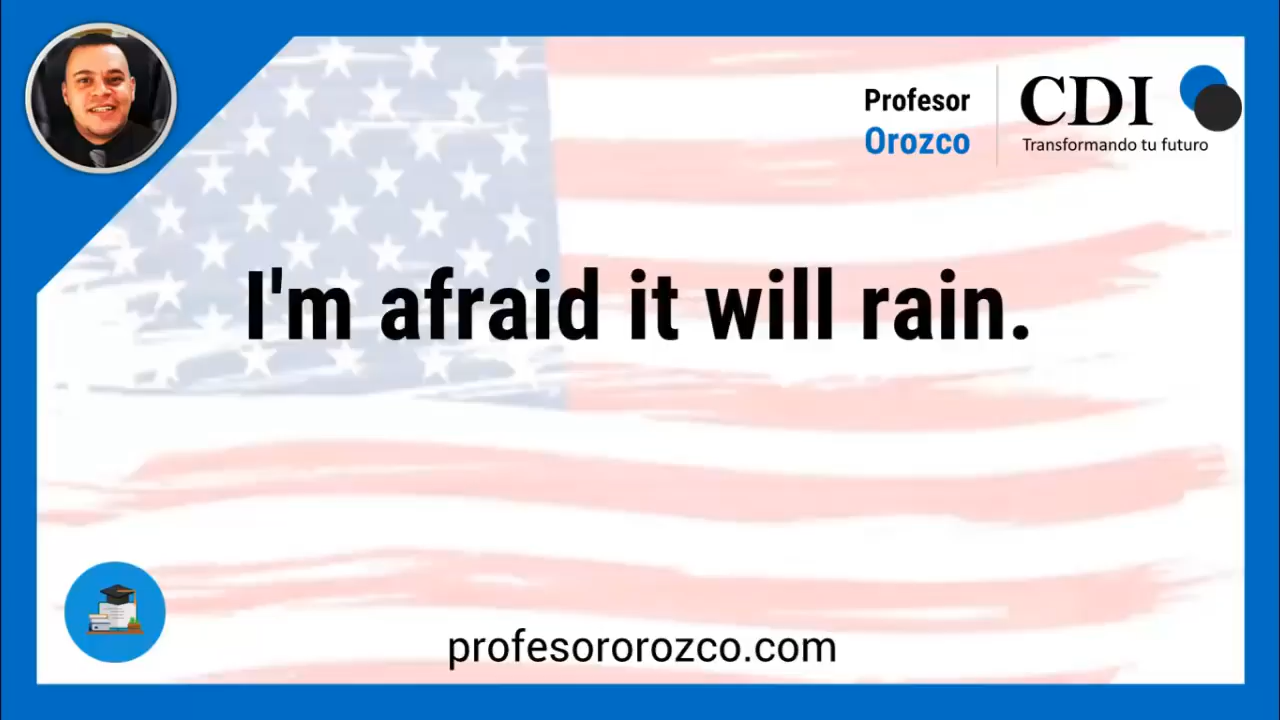 Profesor
Orozco
CDI
Transformando tu futuro
I'm afraid it will rain.
profesororozco.com